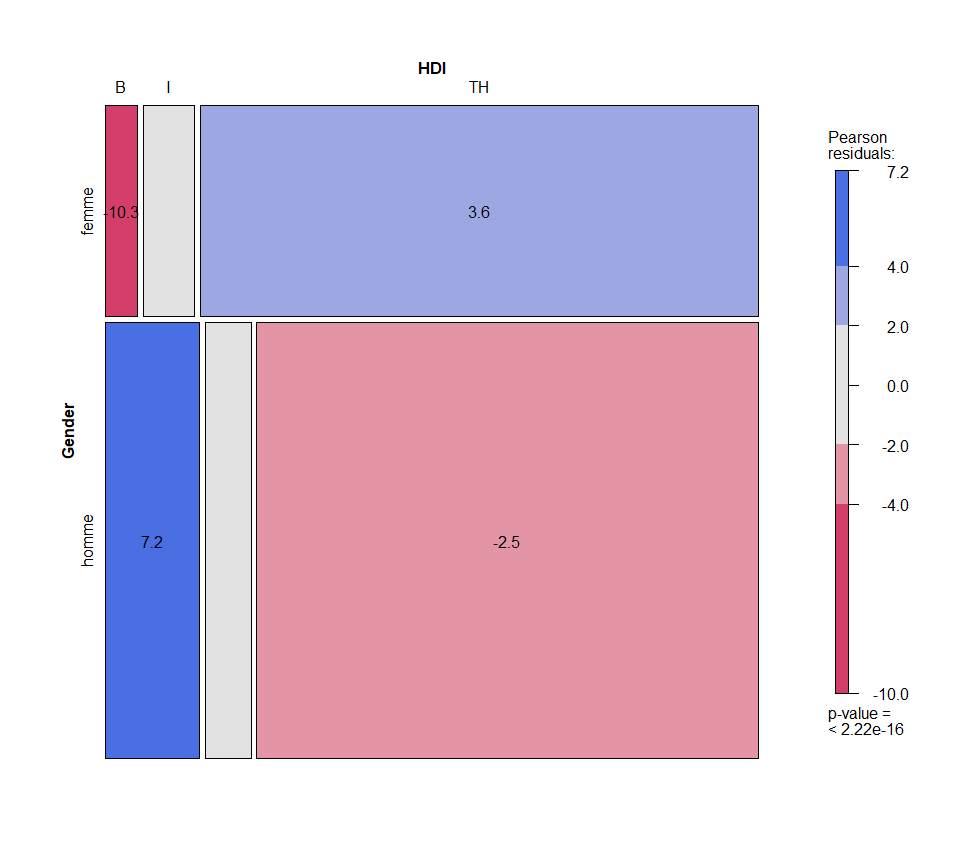 HDI
B I TH
Gender
femme
homme
-10.3
3.6
7.2
-2.5
Pearson
residuals:
7.2
4.0
2.0
0.0
-2.0
-4.0
-10.0
p-value =
< 2.22e-16